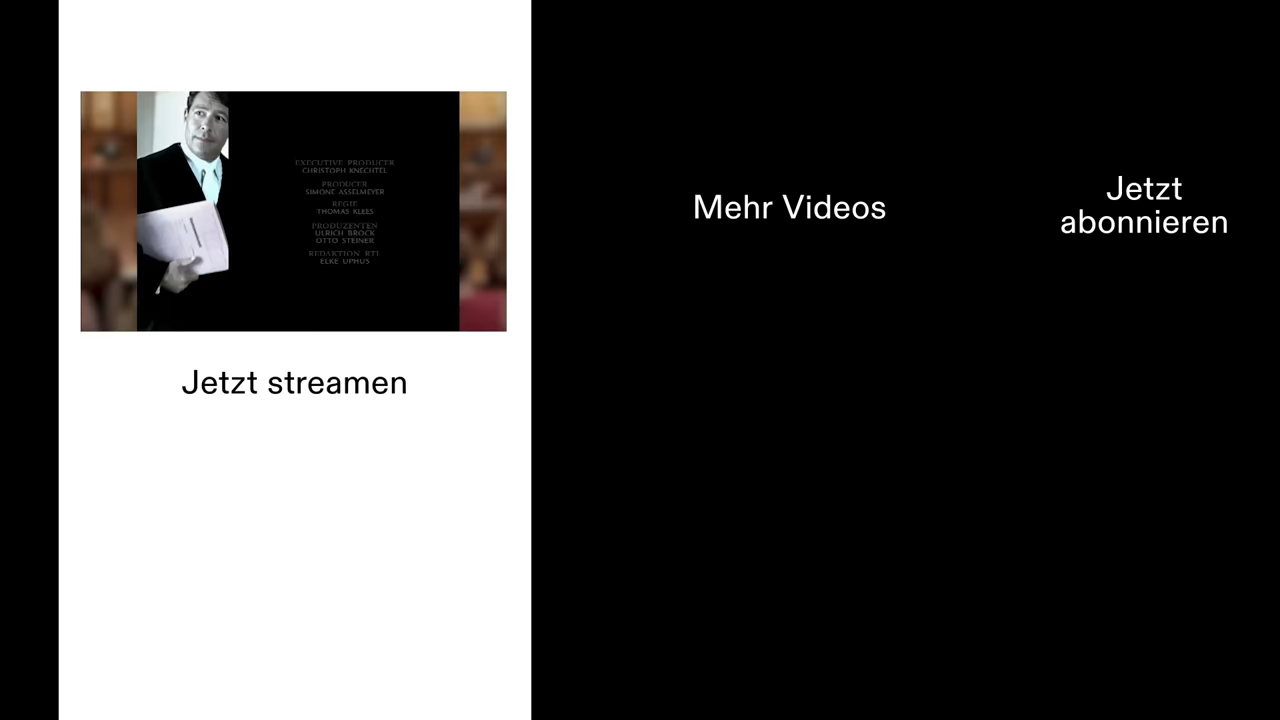 EXECUTIVE PRODUCER
CHRISTOPH KNECHTEL
PRODUCER
SIMONE ASSELMEYER
REGIE
THOMAS KLEES
PRODUZENTEN
ULRICH BROCK
OTTO STEINER
REDAKTION RTL
ELKE UPHUS
Jetzt streamen
Mehr Videos
Jetzt
abonnieren